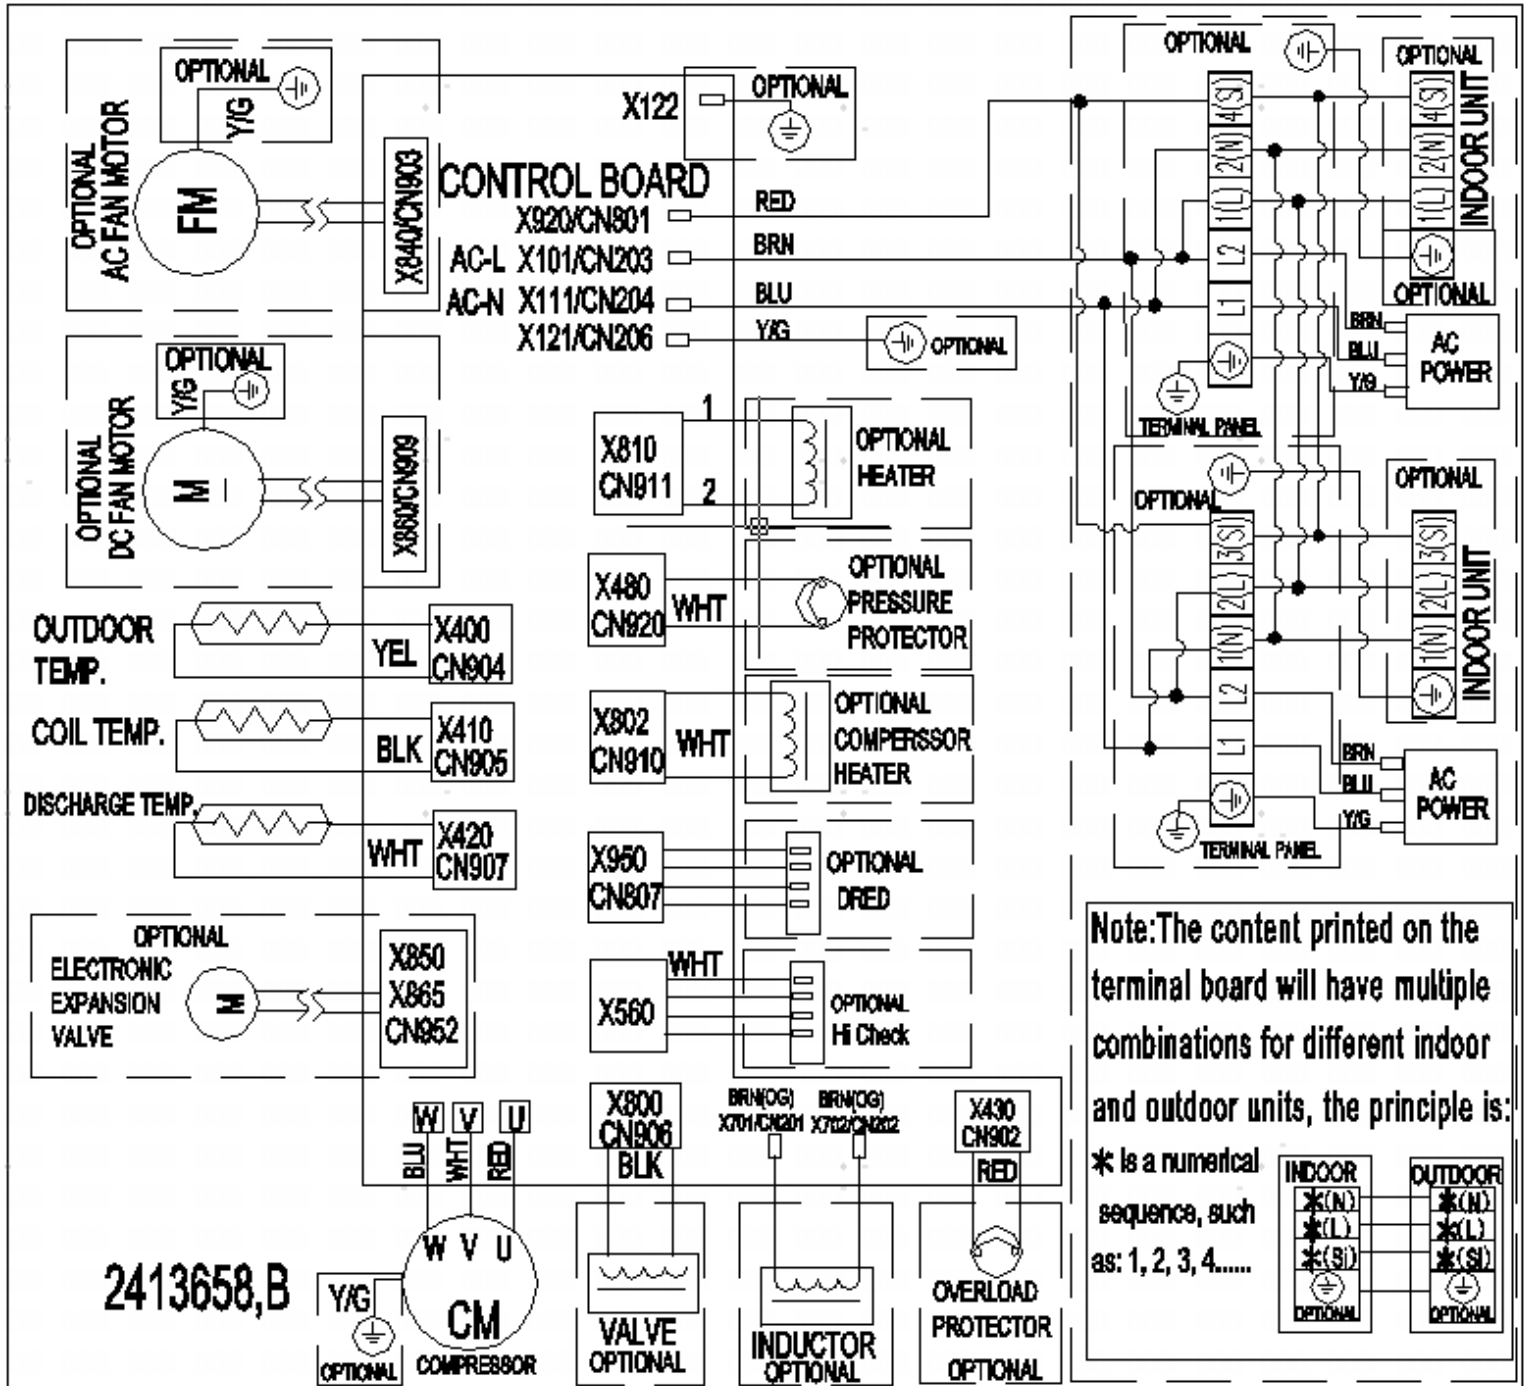 OPTIONAL
Y/G
OPTIONAL
AC FAN MOTOR
FM
X840/CN903
X122
OPTIONAL
CONTROL BOARD
X920/CN801
RED
AC-L X101/CN203
BRN
AC-N X111/CN204
BLU
X121/CN206
Y/G
OPTIONAL
OPTIONAL
Y/G
OPTIONAL
DC FAN MOTOR
M
X860/CN909
X810
CN911
1
2
OPTIONAL
HEATER
X480
CN920
WHT
OPTIONAL
PRESSURE
PROTECTOR
OUTDOOR
TEMP.
YEL
X400
CN904
COIL TEMP.
BLK
X410
CN905
DISCHARGE TEMP.
WHT
X420
CN907
X802
CN910
WHT
OPTIONAL
COMPERSSOR
HEATER
X950
CN807
OPTIONAL
DRED
X560
WHT
OPTIONAL
Hi Check
OPTIONAL
ELECTRONIC
EXPANSION
VALVE
M
X850
X865
CN952
W V U
BLU
WHT
RED
W V U
CM
COMPRESSOR
Y/G
OPTIONAL
2413658,B
X800
CN906
BLK
VALVE
OPTIONAL
BRN(OG)
X701/CN201
BRN(OG)
X702/CN202
INDUCTOR
OPTIONAL
X430
CN902
RED
OVERLOAD
PROTECTOR
OPTIONAL
OPTIONAL
4(SI)
2(N)
1(L)
L2
L1
TERMINAL PANEL
OPTIONAL
4(SI)
2(N)
1(L)
INDOOR UNIT
OPTIONAL
BRN
BLU
Y/G
AC
POWER
OPTIONAL
3(SI)
2(L)
1(N)
L2
L1
TERMINAL PANEL
OPTIONAL
3(SI)
2(L)
1(N)
INDOOR UNIT
BRN
BLU
Y/G
AC
POWER
Note:The content printed on the
terminal board will have multiple
combinations for different indoor
and outdoor units, the principle is:
* is a numerical
sequence, such
as: 1, 2, 3, 4......
INDOOR
*(N)
*(L)
*(SI)
OPTIONAL
OUTDOOR
*(N)
*(L)
*(SI)
OPTIONAL